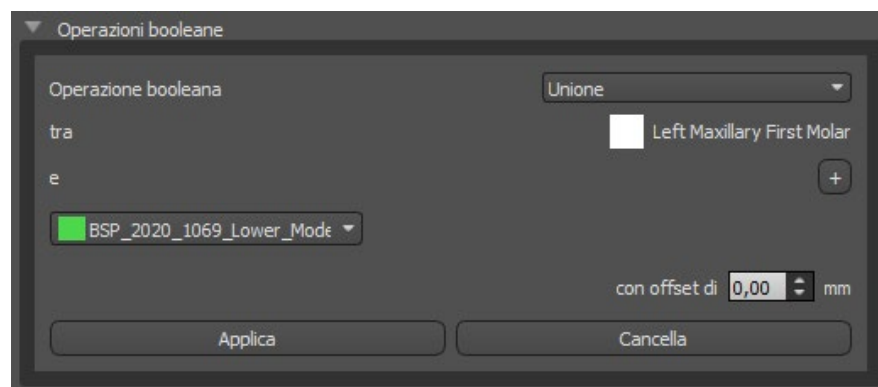 Operazioni booleane
Operazione booleana Unione
tra Left Maxillary First Molar
e +
BSP_2020_1069_Lower_Mode
con offset di 0,00 mm
Applica Cancella